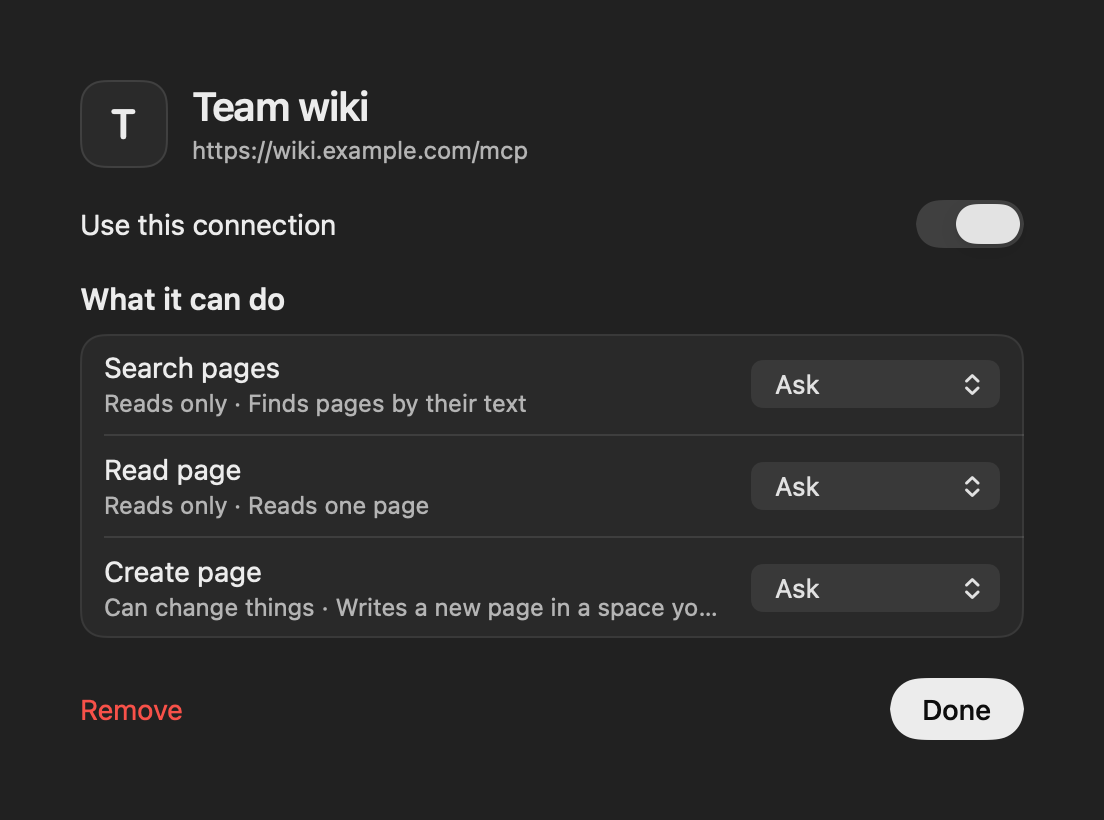 T
Team wiki
https://wiki.example.com/mcp
Use this connection
What it can do
Search pages
Reads only · Finds pages by their text
Ask
Read page
Reads only · Reads one page
Ask
Create page
Can change things · Writes a new page in a space yo...
Ask
Remove
Done